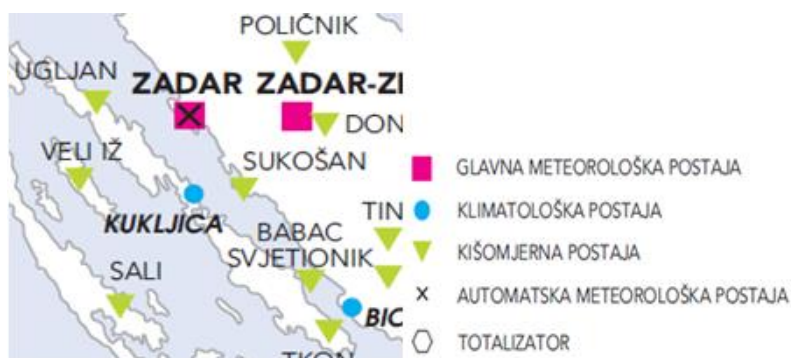 POLIČNIK
UGLJAN
ZADAR ZADAR-ZI
DON
VELI IŽ
SUKOŠAN
KUKLJICA
TIN
BABAC
SVJETIONIK
SALI
BIC
TKON
GLAVNA METEOROLOŠKA POSTAJA
KLIMATOLOŠKA POSTAJA
KIŠOMJERNA POSTAJA
AUTOMATSKA METEOROLOŠKA POSTAJA
TOTALIZATOR